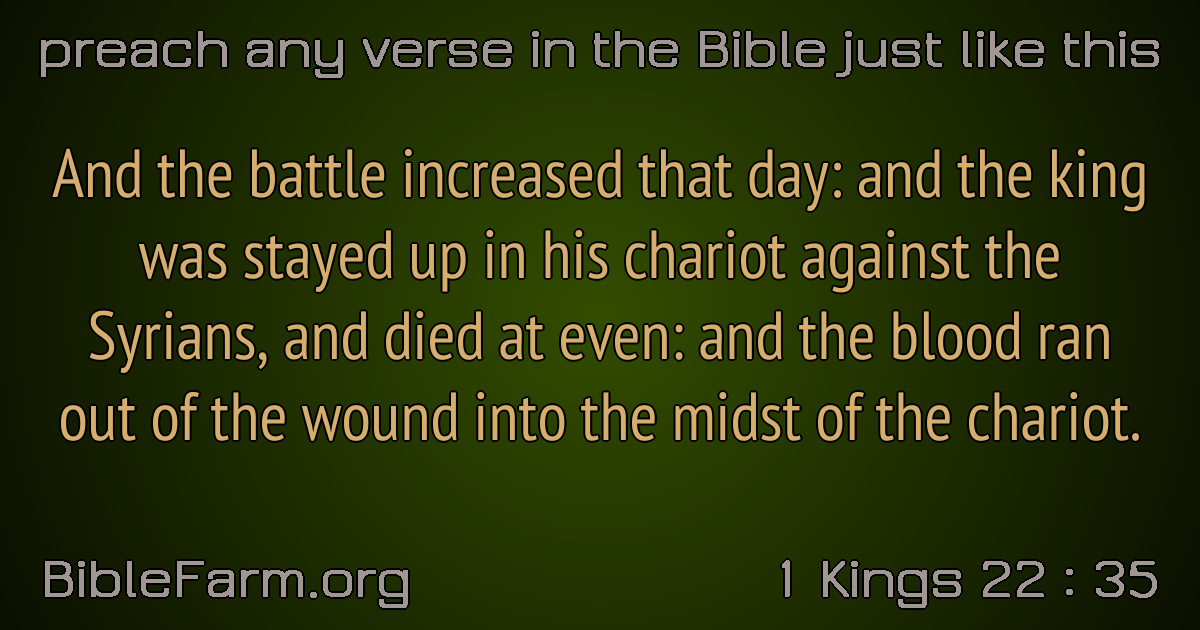 preach any verse in the Bible just like this
And the battle increased that day: and the king
was stayed up in his chariot against the
Syrians, and died at even: and the blood ran
out of the wound into the midst of the chariot.
BibleFarm.org
1 Kings 22 : 35